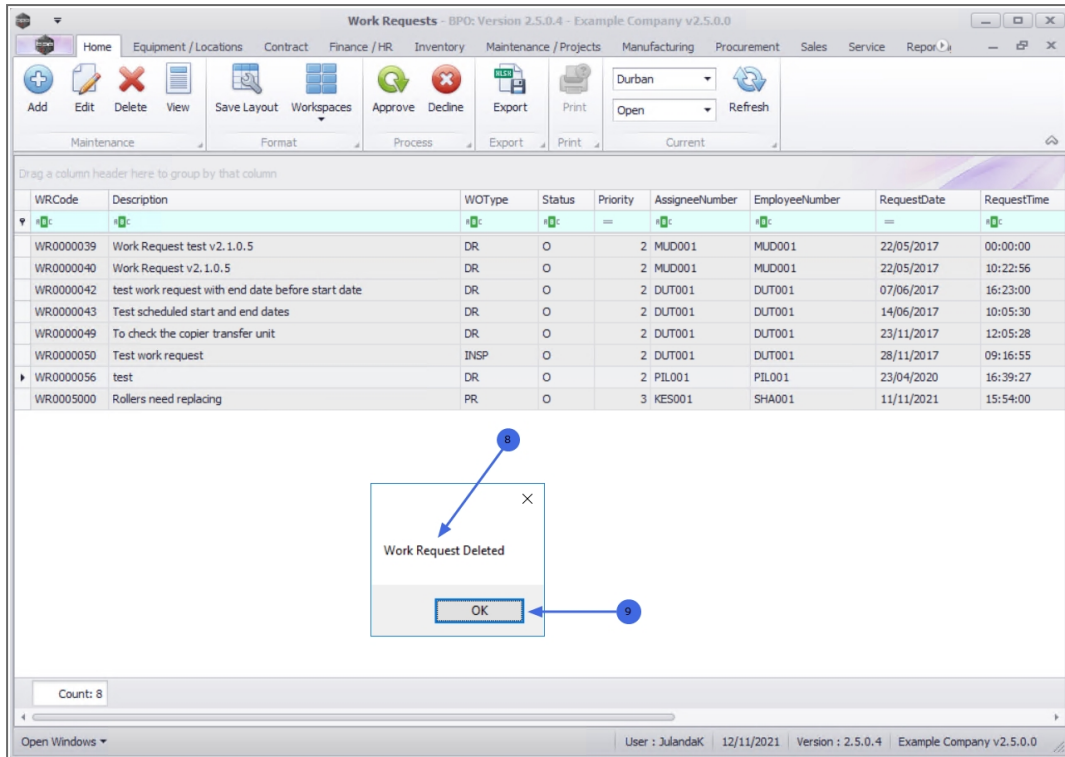 Work Requests - BPO: Version 2.5.0.4 - Example Company v2.5.0.0
Home Equipment / Locations Contract Finance / HR Inventory Maintenance / Projects Manufacturing Procurement Sales Service
Add Edit Delete View Save Layout Workspaces Approve Decline Export Print Durban Open Refresh
Maintenance Format Process Export Print Current
Drag a column header here to group by that column
WRCode Description WOType Status Priority AssigneeNumber EmployeeNumber RequestDate RequestTime
= =
WR0000039 Work Request test v2.1.0.5 DR O 2 MUD001 MUD001 22/05/2017 00:00:00
WR0000040 Work Request v2.1.0.5 DR O 2 MUD001 MUD001 22/05/2017 10:22:56
WR0000042 test work request with end date before start date DR O 2 DUT001 DUT001 07/06/2017 16:23:00
WR0000043 Test scheduled start and end dates DR O 2 DUT001 DUT001 14/06/2017 10:05:30
WR0000049 To check the copier transfer unit DR O 2 DUT001 DUT001 23/11/2017 12:05:28
WR0000050 Test work request INSP O 2 DUT001 DUT001 28/11/2017 09:16:55
WR0000056 test DR O 2 PIL001 PIL001 23/04/2020 16:39:27
WR0005000 Rollers need replacing PR O 3 KES001 SHA001 11/11/2021 15:54:00
8
Work Request Deleted
OK
9
Count: 8
Open Windows User : JulandaK 12/11/2021 Version : 2.5.0.4 Example Company v2.5.0.0